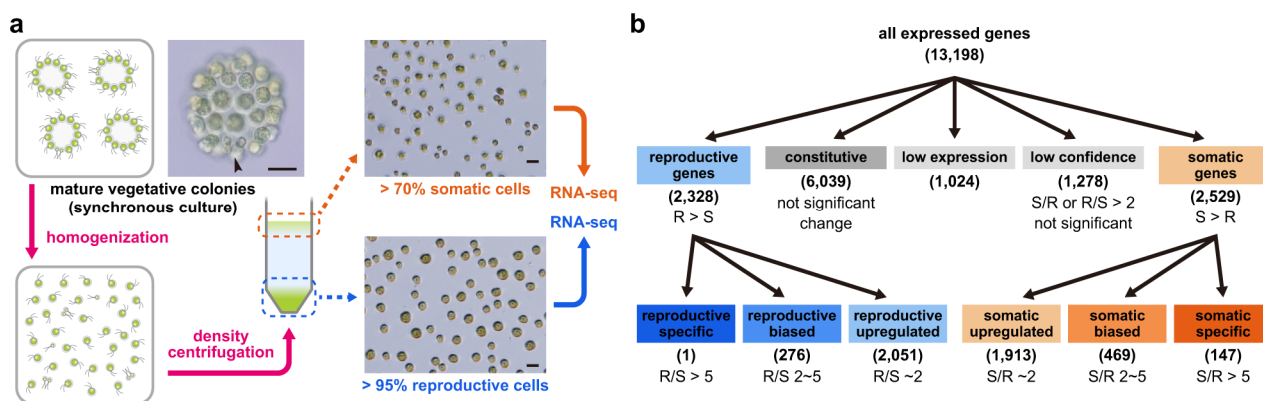 a
mature vegetative colonies
(synchronous culture)
homogenization
density
centrifugation
> 70% somatic cells
RNA-seq
RNA-seq
> 95% reproductive cells
b
all expressed genes
(13,198)
reproductive
genes
(2,328)
R > S
constitutive
(6,039)
not significant
change
low expression
(1,024)
low confidence
(1,278)
S/R or R/S > 2
not significant
somatic
genes
(2,529)
S > R
reproductive
specific
(1)
R/S > 5
reproductive
biased
(276)
R/S 2~5
reproductive
upregulated
(2,051)
R/S ~2
somatic
upregulated
(1,913)
S/R ~2
somatic
biased
(469)
S/R 2~5
somatic
specific
(147)
S/R > 5